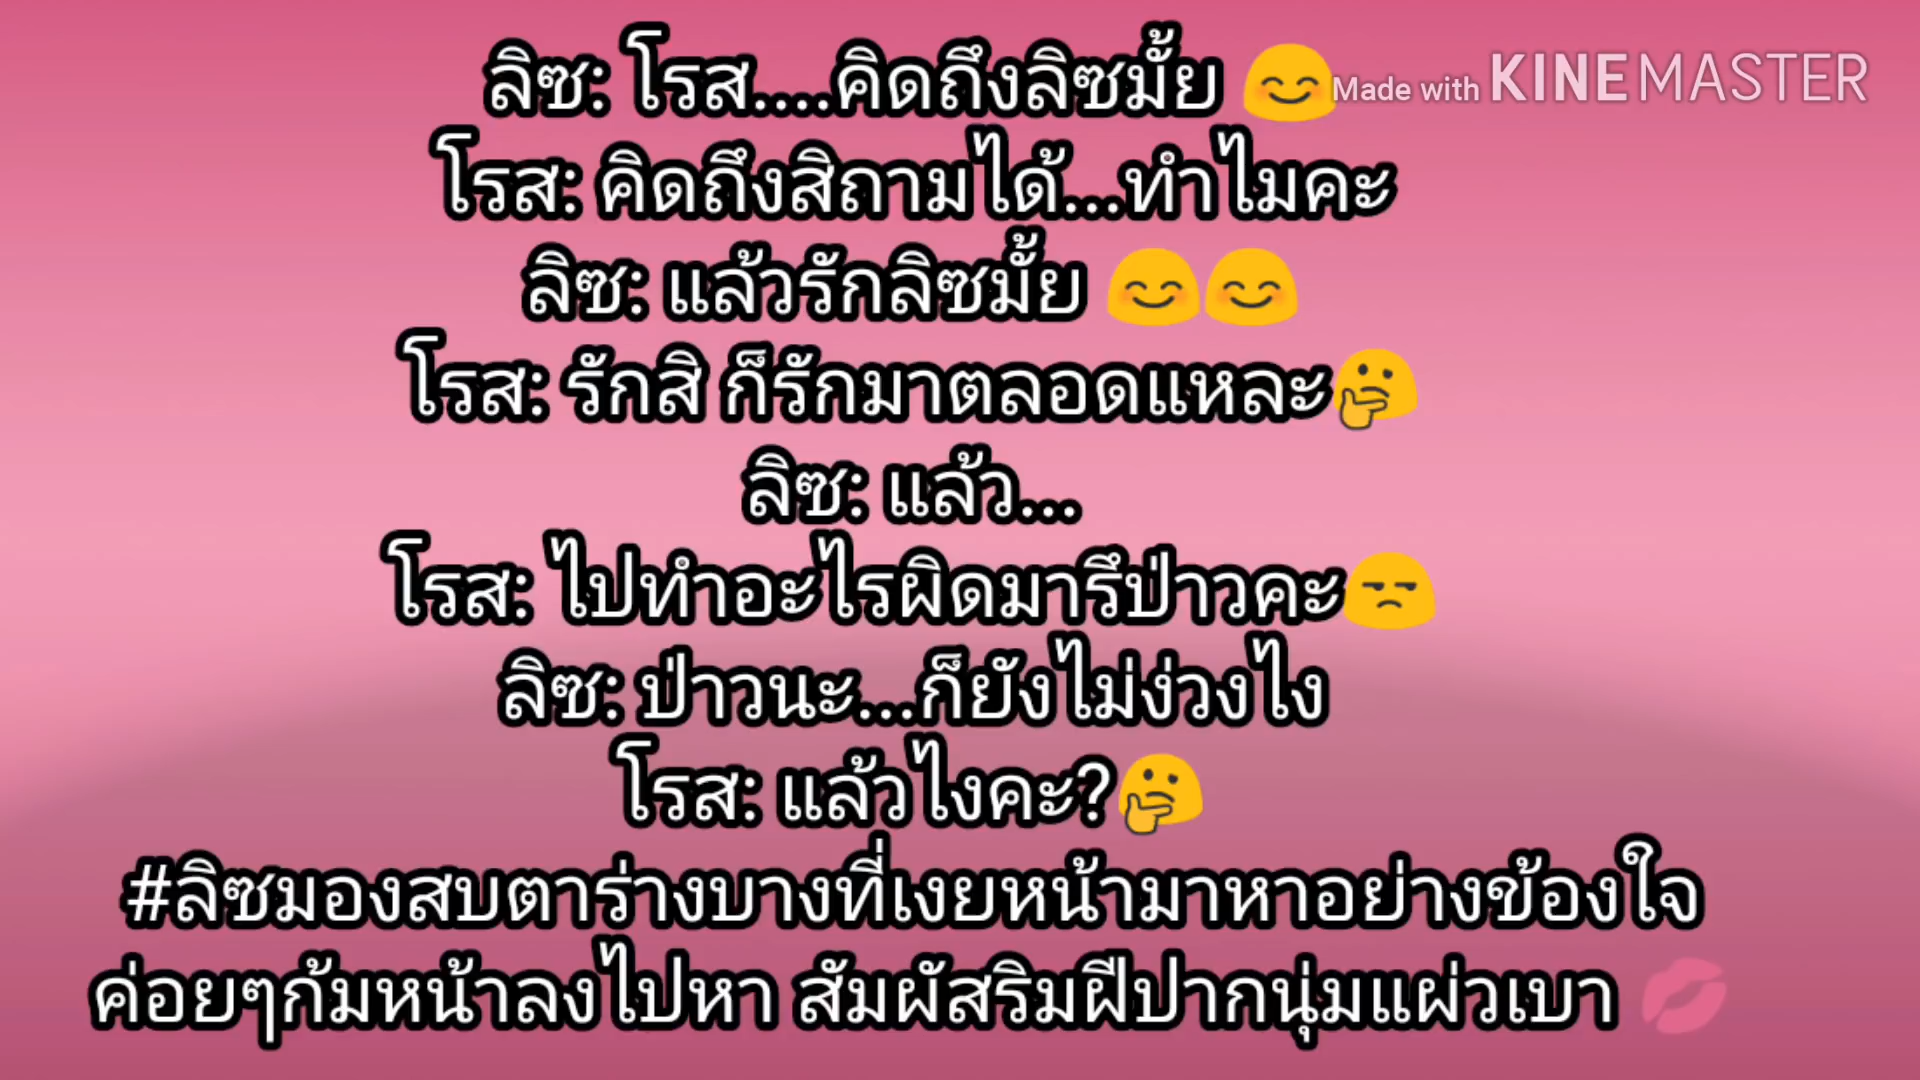 ลิซ: โรส....คิดถึงลิซมั้ย 😊
Made with KINEMASTER
โรส: คิดถึงสิถามได้...ทำไมคะ
ลิซ: แล้วรักลิซมั้ย 😊😊
โรส: รักสิ ก็รักมาตลอดแหละ🤔
ลิซ: แล้ว...
โรส: ไปทำอะไรผิดมารึป่าวคะ😒
ลิซ: ป่าวนะ...ก็ยังไม่ง่วงไง
โรส: แล้วไงคะ?🤔
#ลิซมองสบตาร่างบางที่เงยหน้ามาหาอย่างข้องใจ
ค่อยๆก้มหน้าลงไปหา สัมผัสริมฝีปากนุ่มแผ่วเบา 💋